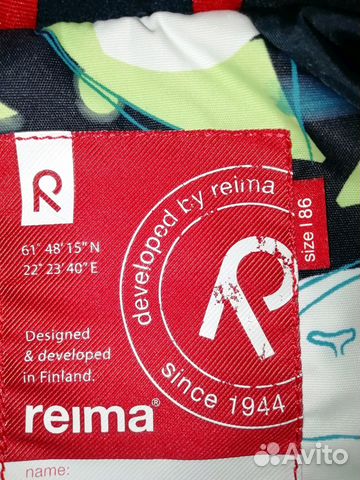 61° 48' 15" N
22° 23' 40" E
Designed
& developed
in Finland.
reima®
name:
developed by reima
since 1944
size | 86
Avito